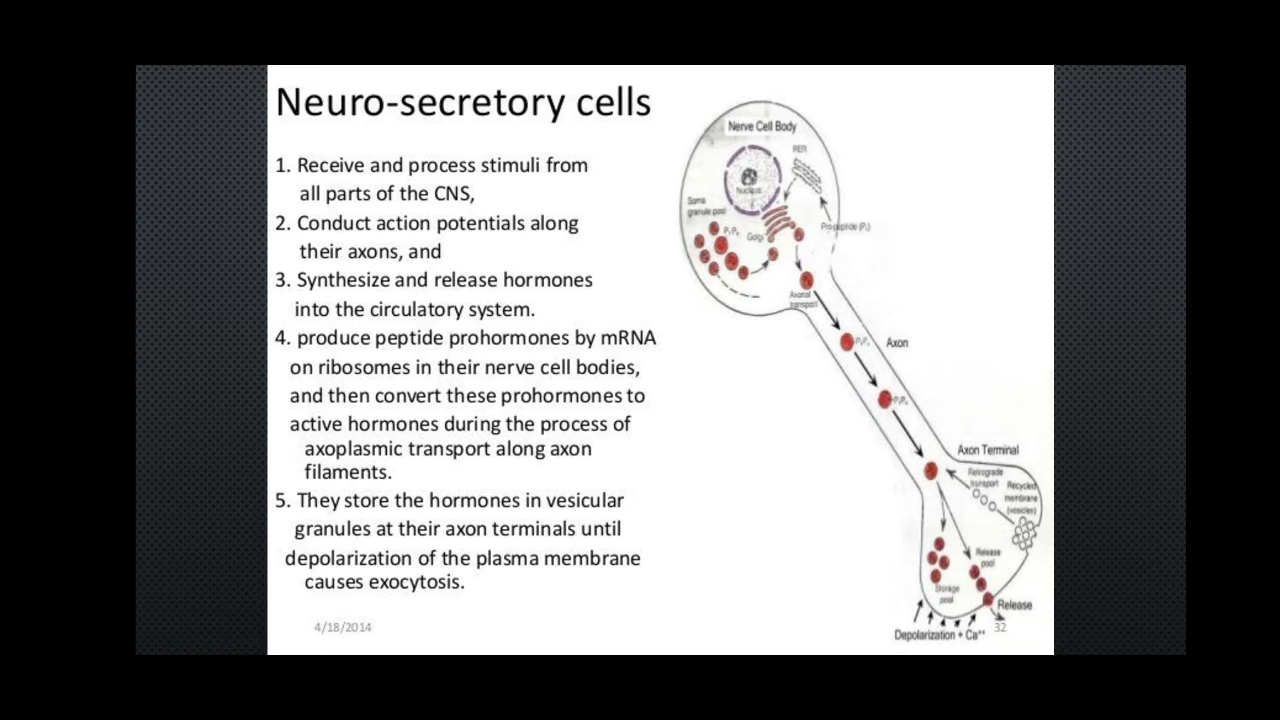 Neuro-secretory cells
1. Receive and process stimuli from
all parts of the CNS,
2. Conduct action potentials along
their axons, and
3. Synthesize and release hormones
into the circulatory system.
4. produce peptide prohormones by mRNA
on ribosomes in their nerve cell bodies,
and then convert these prohormones to
active hormones during the process of
axoplasmic transport along axon
filaments.
5. They store the hormones in vesicular
granules at their axon terminals until
depolarization of the plasma membrane
causes exocytosis.
4/18/2014
Nerve Cell Body
RER
Nucleus
Soma
granule pool
Golgi
Pro-peptide
Axonal
transport
Axon
Axon Terminal
Retrograde
transport
Recycled
membrane
(vesicles)
Release
pool
Storage
pool
Release
Depolarization + Ca++
32